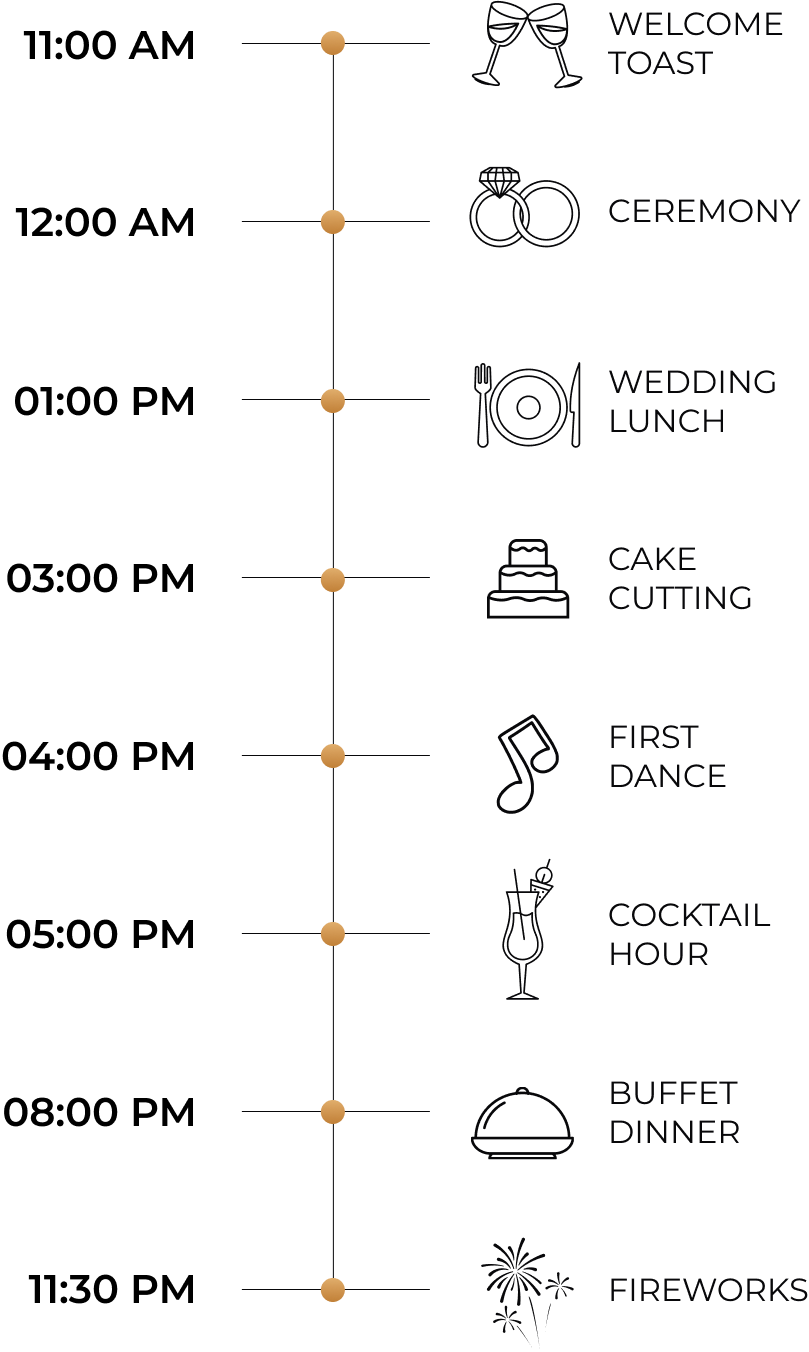 11:00 AM
WELCOME
TOAST
12:00 AM
CEREMONY
01:00 PM
WEDDING
LUNCH
03:00 PM
CAKE
CUTTING
04:00 PM
FIRST
DANCE
05:00 PM
COCKTAIL
HOUR
08:00 PM
BUFFET
DINNER
11:30 PM
FIREWORKS